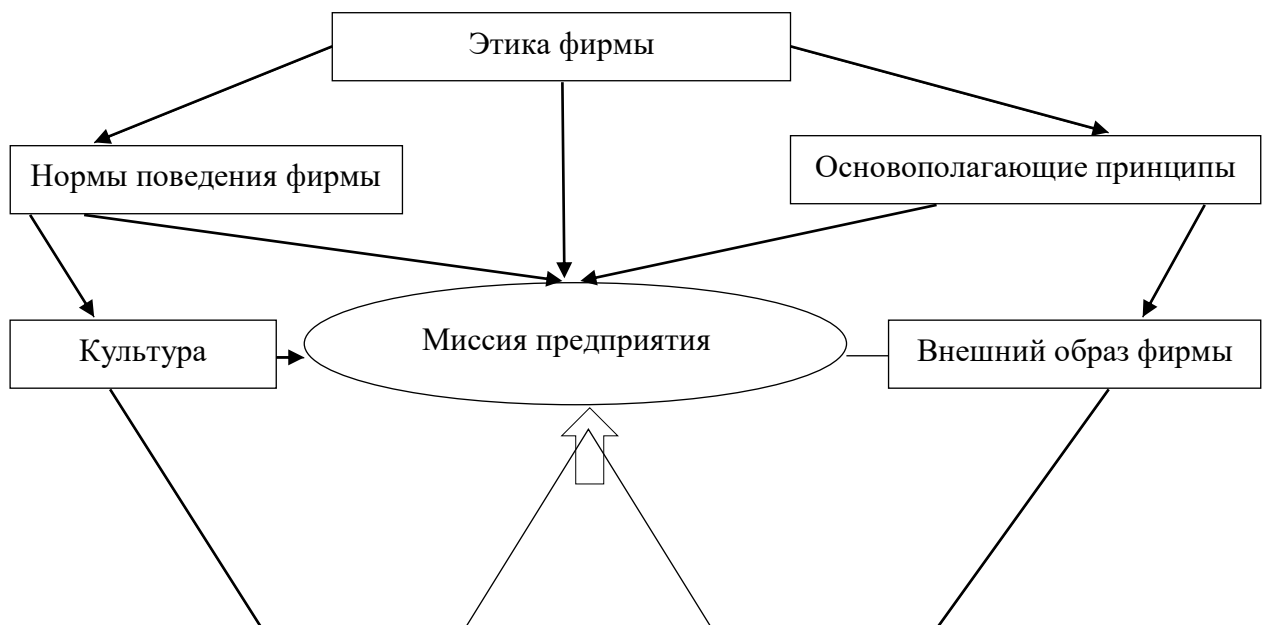 Этика фирмы
Нормы поведения фирмы
Основополагающие принципы
Культура
Миссия предприятия
Внешний образ фирмы